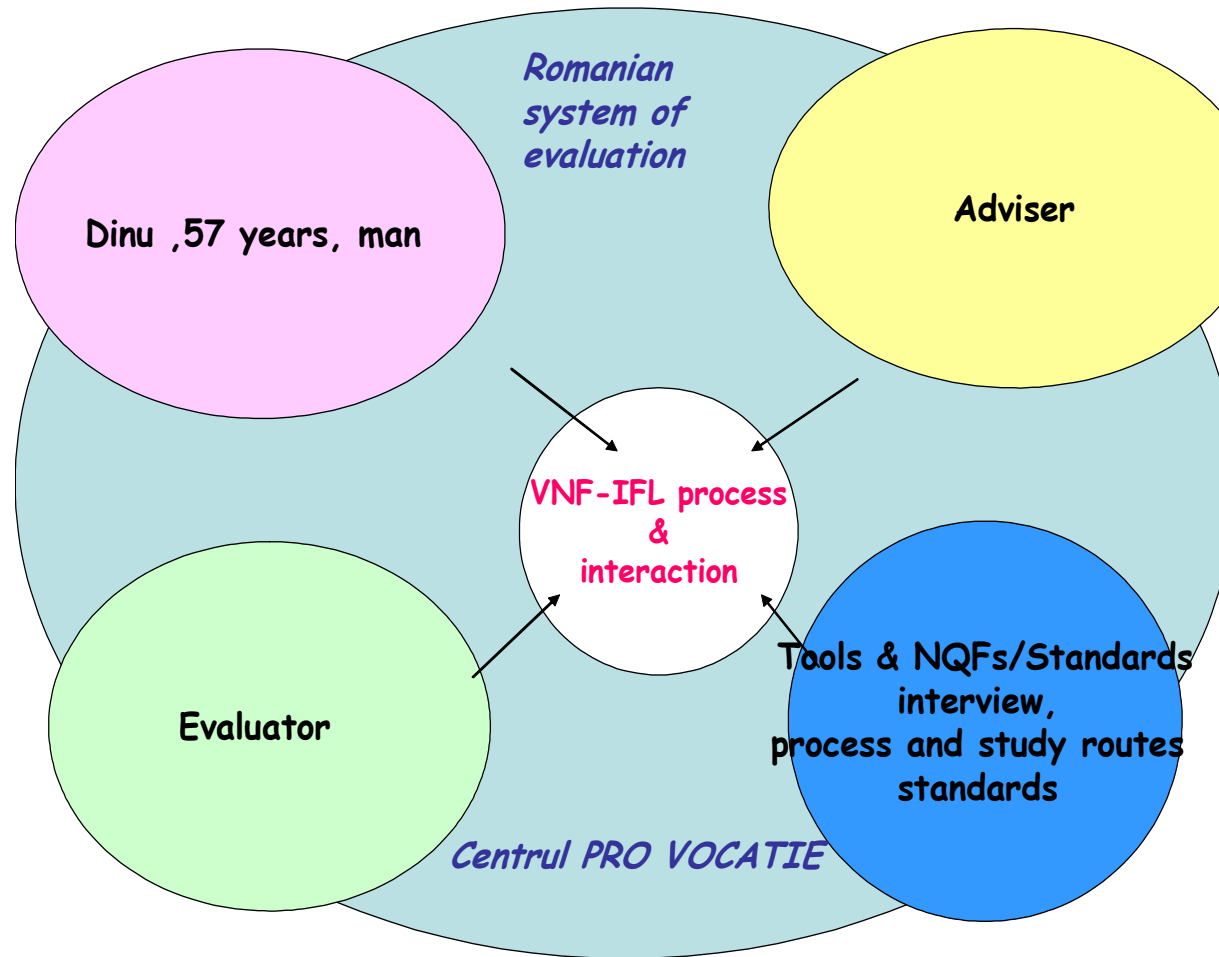 Romanian
system of
evaluation
Dinu ,57 years, man
Adviser
VNF-IFL process
&
interaction
Evaluator
Tools & NQFs/Standards
interview,
process and study routes
standards
Centrul PRO VOCATIE